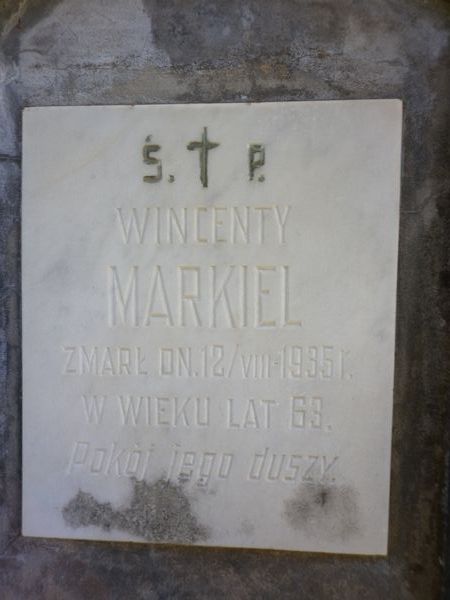 Ś. † P.
WINCENTY
MARKIEL
ZMARŁ DN. 12/VIII-1935 r.
W WIEKU LAT 63.
Pokój jego duszy.